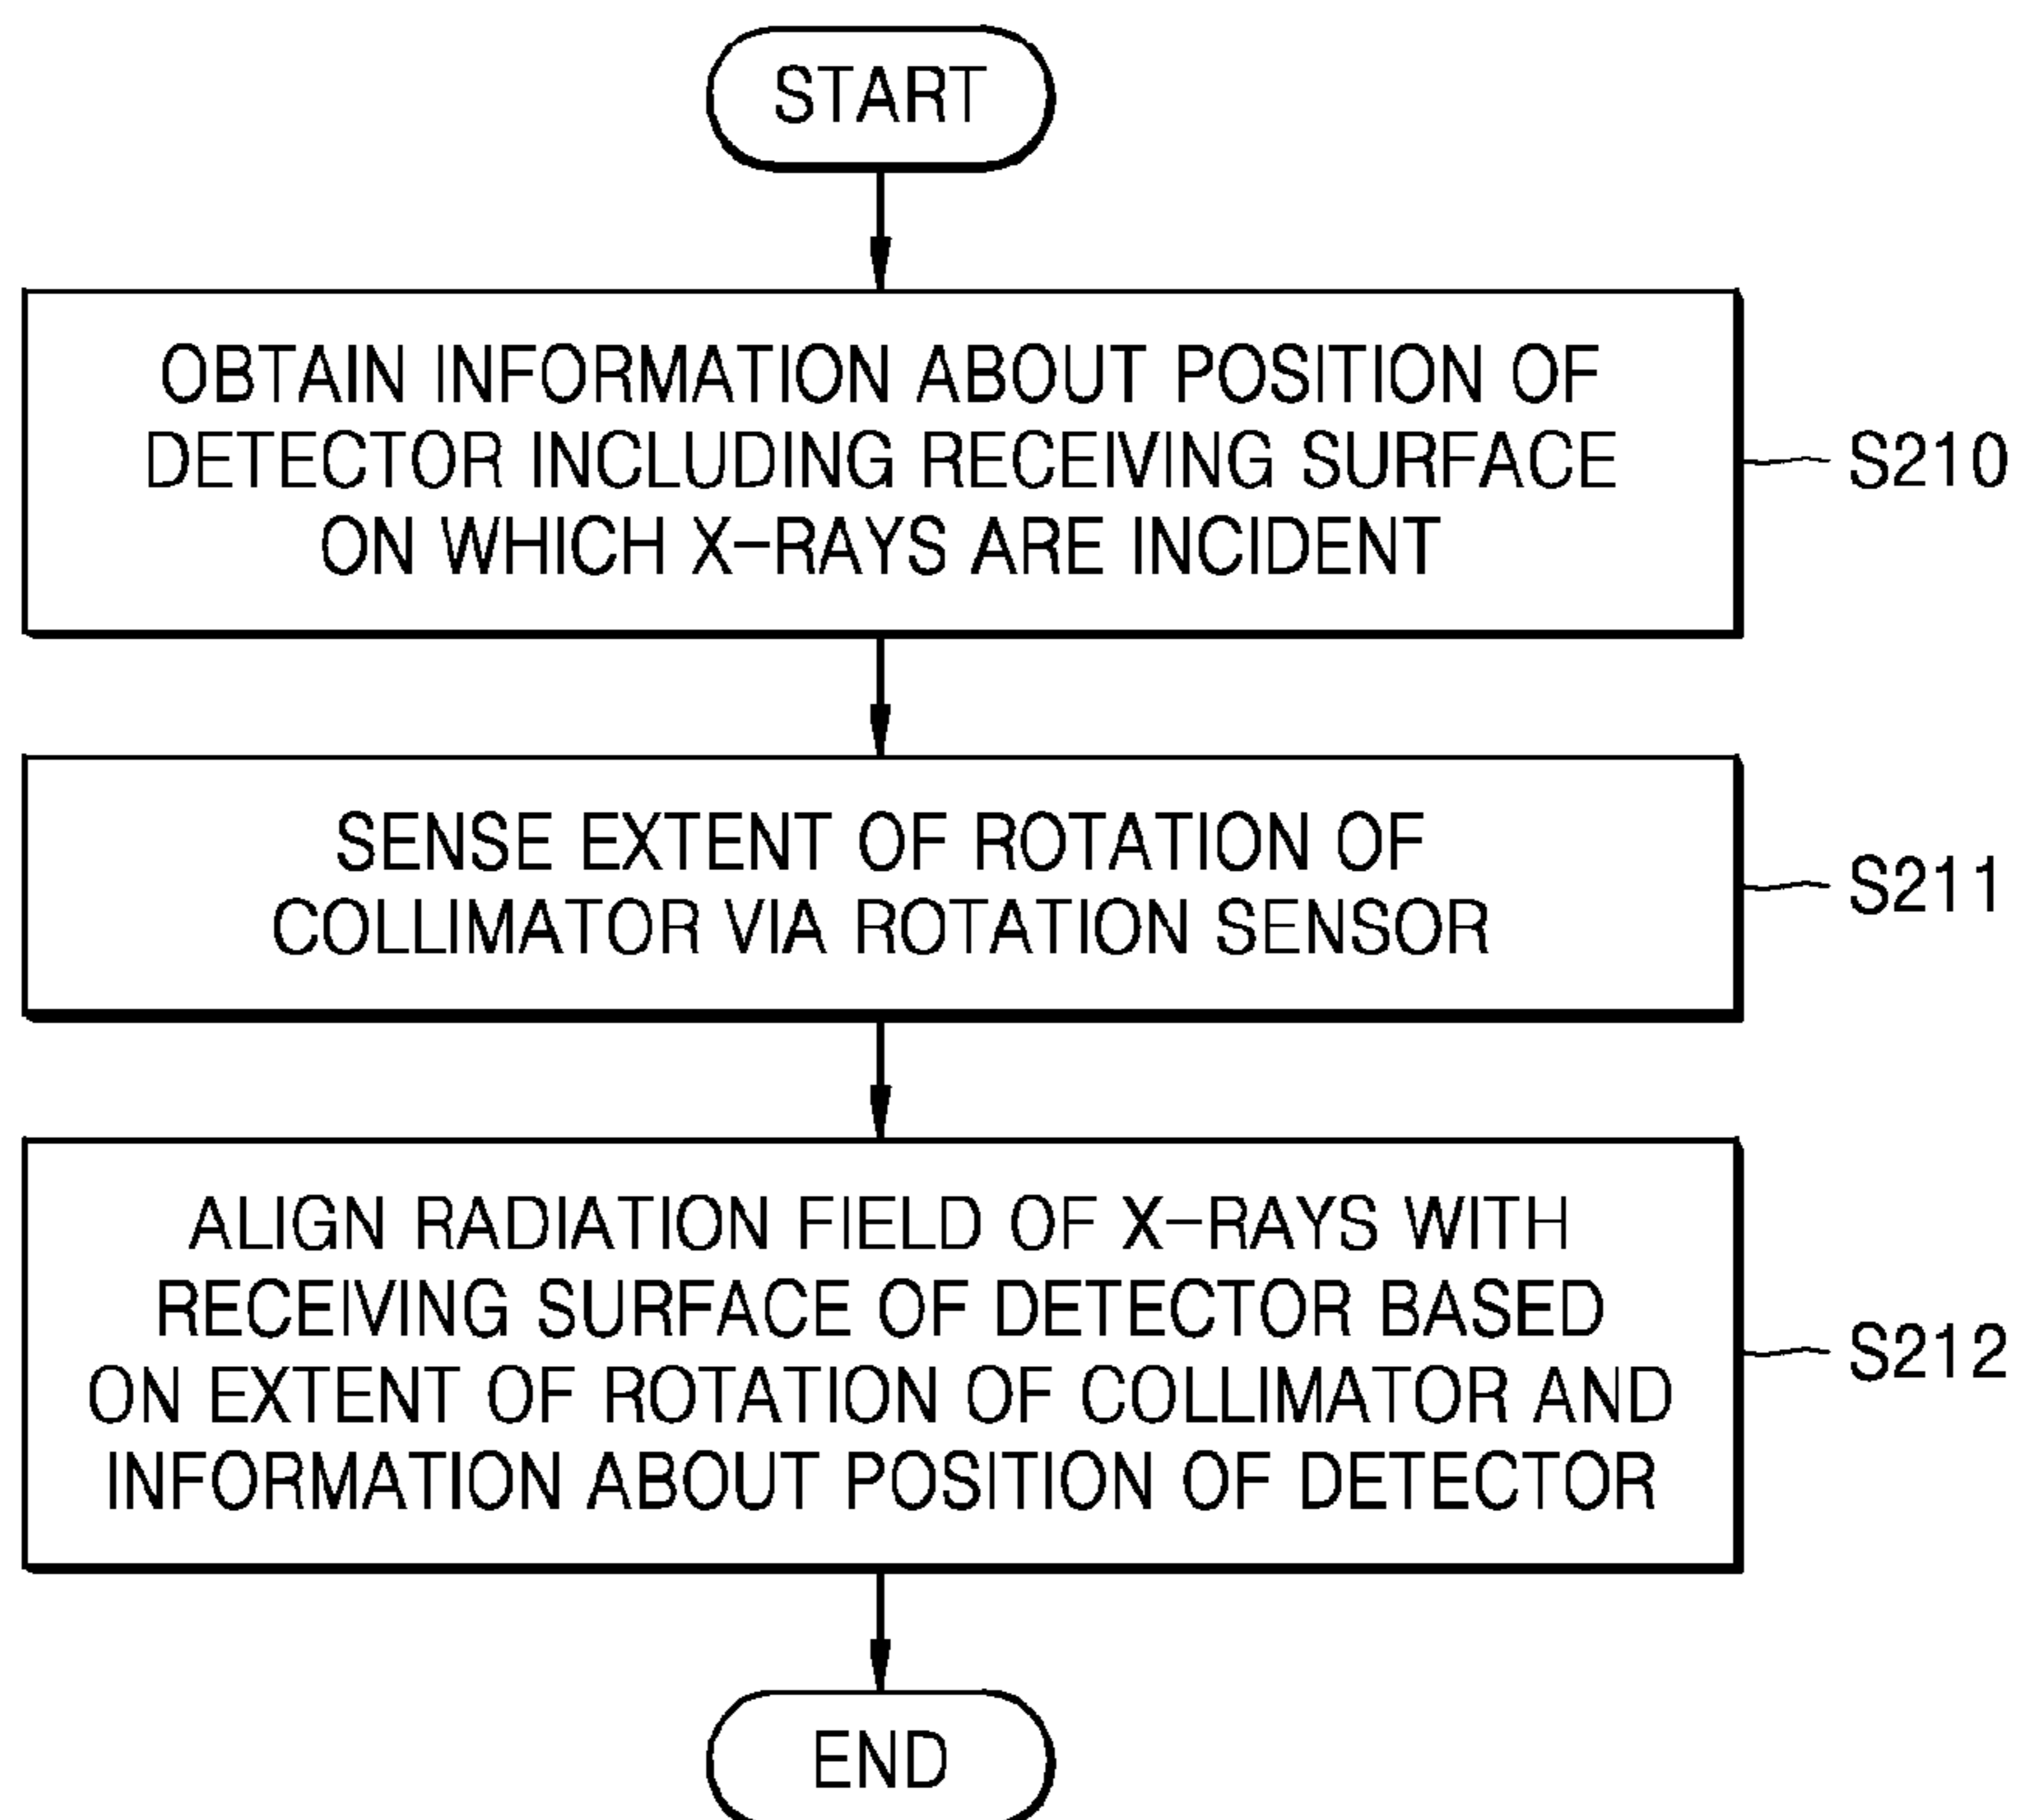 START
OBTAIN INFORMATION ABOUT POSITION OF
DETECTOR INCLUDING RECEIVING SURFACE
ON WHICH X-RAYS ARE INCIDENT
S210
SENSE EXTENT OF ROTATION OF
COLLIMATOR VIA ROTATION SENSOR
S211
ALIGN RADIATION FIELD OF X-RAYS WITH
RECEIVING SURFACE OF DETECTOR BASED
ON EXTENT OF ROTATION OF COLLIMATOR AND
INFORMATION ABOUT POSITION OF DETECTOR
S212
END